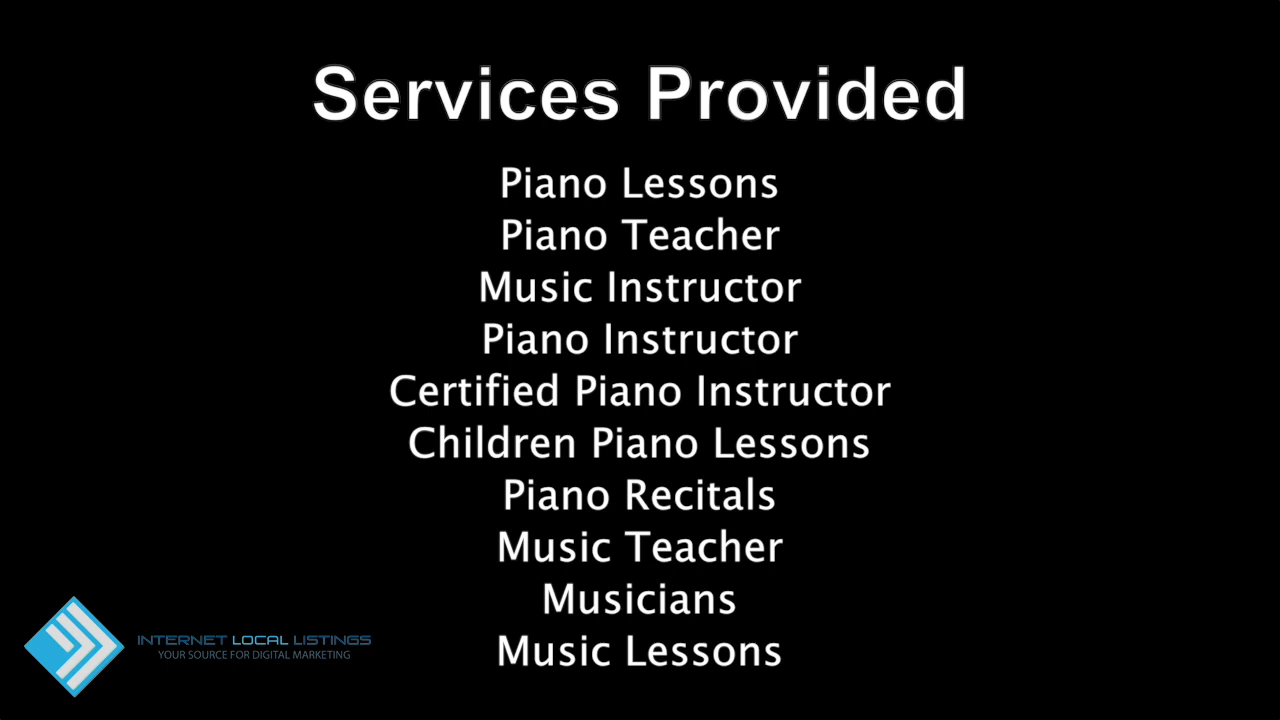 Services Provided
Piano Lessons
Piano Teacher
Music Instructor
Piano Instructor
Certified Piano Instructor
Children Piano Lessons
Piano Recitals
Music Teacher
Musicians
Music Lessons
INTERNET LOCAL LISTINGS
YOUR SOURCE FOR DIGITAL MARKETING